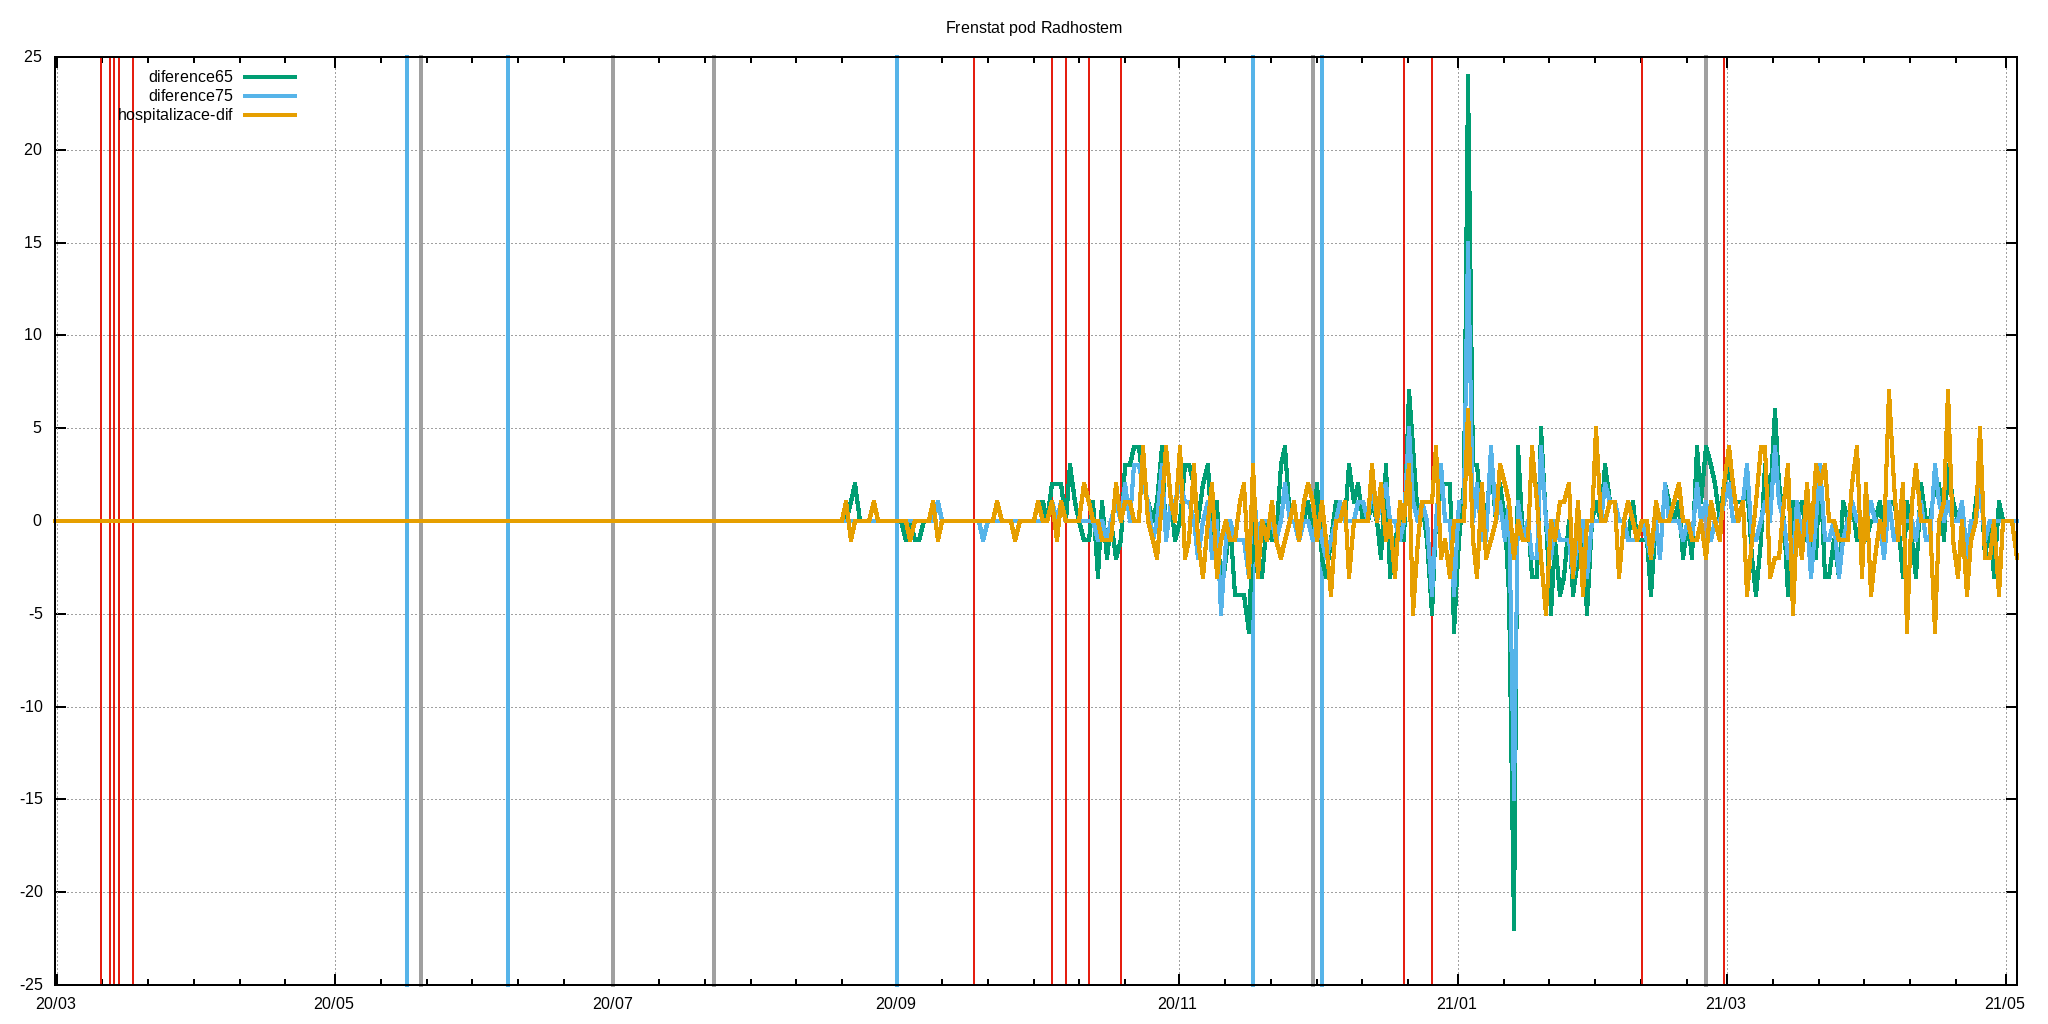 Frenstat pod Radhostem
25
20
15
10
5
0
-5
-10
-15
-20
-25
diference65
diference75
hospitalizace-dif
20/03 20/05 20/07 20/09 20/11 21/01 21/03 21/05